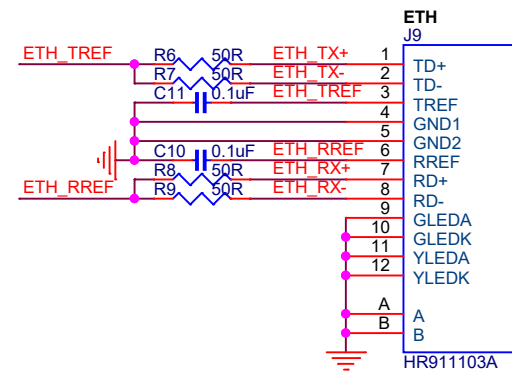 ETH
J9
ETH_TREF R6 50R ETH_TX+ 1 TD+
R7 50R ETH_TX- 2 TD-
C11 0.1uF ETH_TREF 3 TREF
4 GND1
5 GND2
C10 0.1uF ETH_RREF 6 RREF
R8 50R ETH_RX+ 7 RD+
ETH_RREF R9 50R ETH_RX- 8 RD-
9 GLEDA
10 GLEDK
11 YLEDA
12 YLEDK
A A
B B
HR911103A